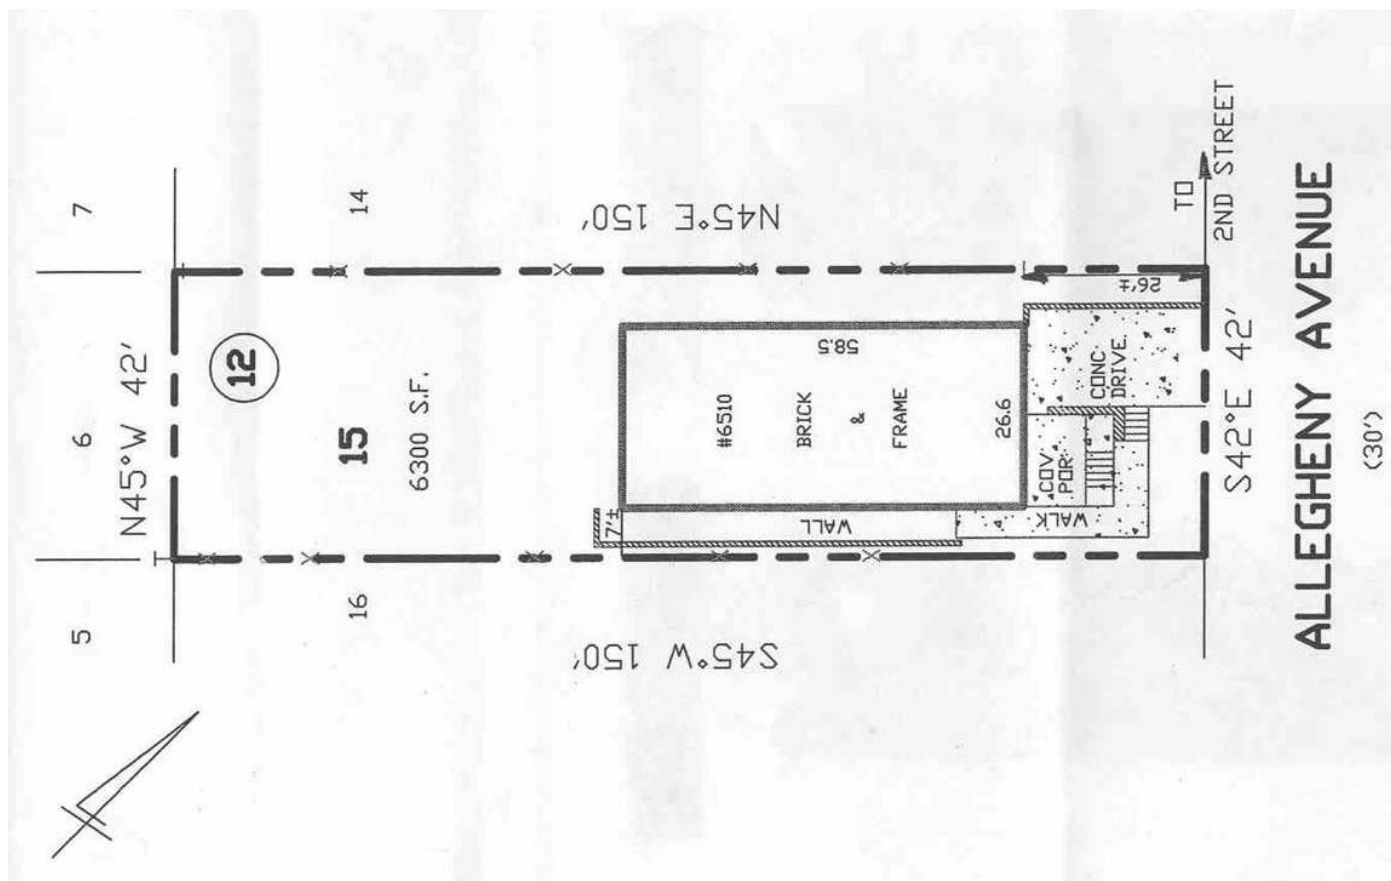 7
14
N45°E 150'
TO
2ND STREET
26'±
N45°W 42'
12
6
15
6300 S.F.
58.5
#6510
BRICK
&
FRAME
26.6
CONC
DRIVE.
COV
POR
WALK
WALL
7'±
S42°E 42'
ALLEGHENY AVENUE
(30')
5
16
S45°W 150'